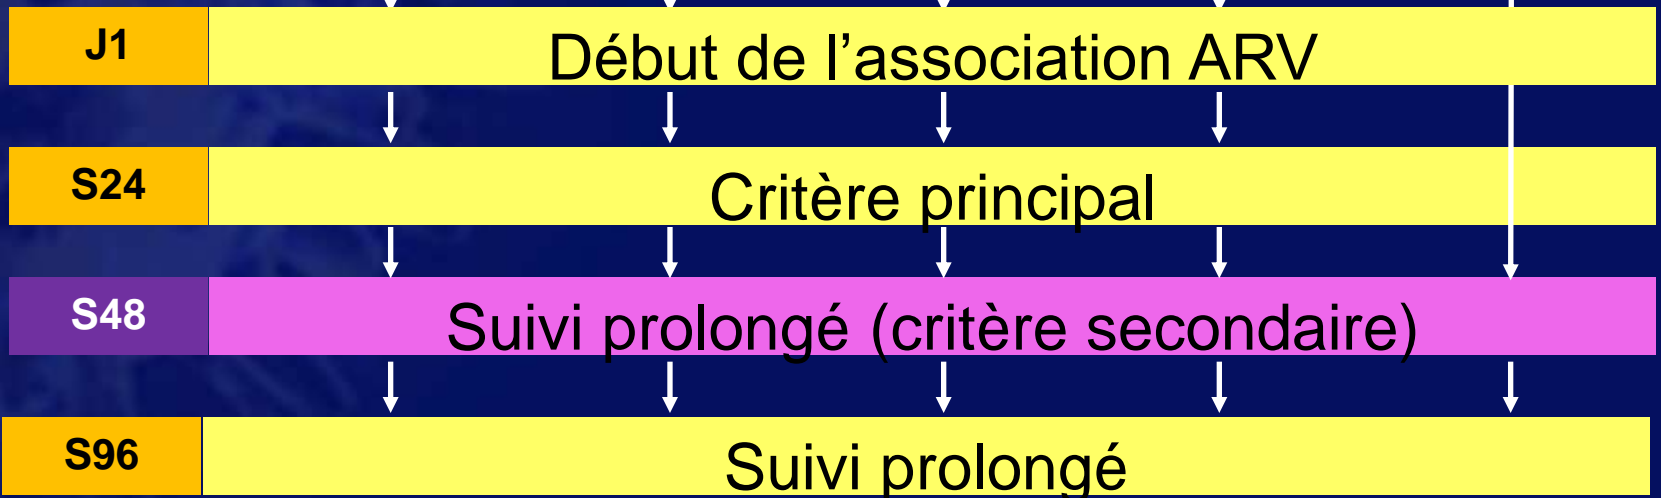 J1 Début de l’association ARV
S24 Critère principal
S48 Suivi prolongé (critère secondaire)
S96 Suivi prolongé